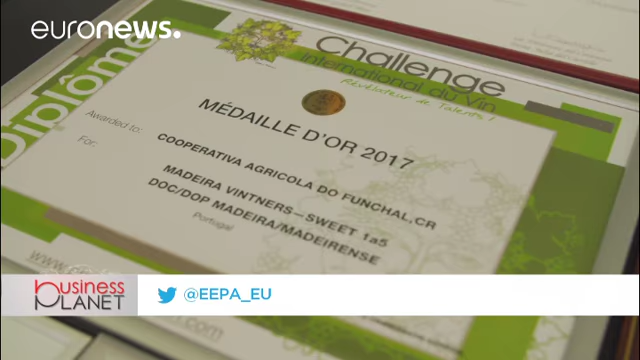 euronews.
Challenge
International du Vin
Révélateur de Talents!
Diplôme
MÉDAILLE D'OR 2017
Awarded to:
COOPERATIVA AGRICOLA DO FUNCHAL, CR
For:
MADEIRA VINTNERS—SWEET 1a5
DOC/DOP MADEIRA/MADEIRENSE
Portugal
business
PLANET
@EEPA_EU